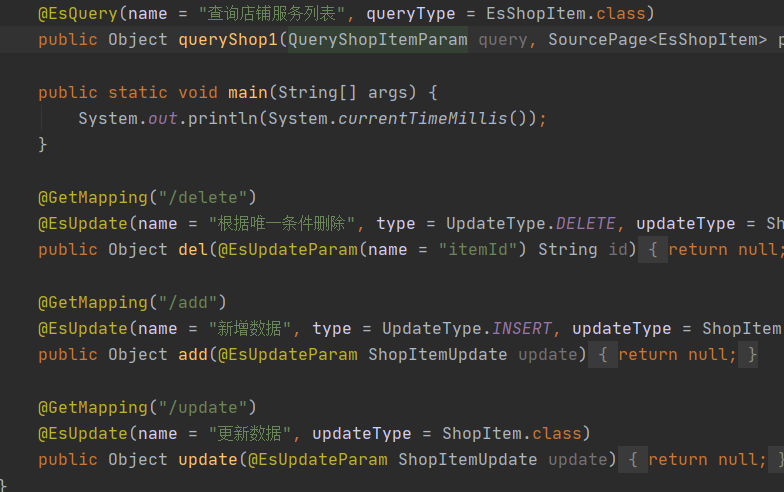 @EsQuery(name = "查询店铺服务列表", queryType = EsShopItem.class)
public Object queryShop1(QueryShopItemParam query, SourcePage<EsShopItem> p
public static void main(String[] args) {
System.out.println(System.currentTimeMillis());
}
@GetMapping("/delete")
@EsUpdate(name = "根据唯一条件删除", type = UpdateType.DELETE, updateType = Sh
public Object del(@EsUpdateParam(name = "itemId") String id) { return null;
@GetMapping("/add")
@EsUpdate(name = "新增数据", type = UpdateType.INSERT, updateType = ShopItem
public Object add(@EsUpdateParam ShopItemUpdate update) { return null; }
@GetMapping("/update")
@EsUpdate(name = "更新数据", updateType = ShopItem.class)
public Object update(@EsUpdateParam ShopItemUpdate update) { return null; }
}